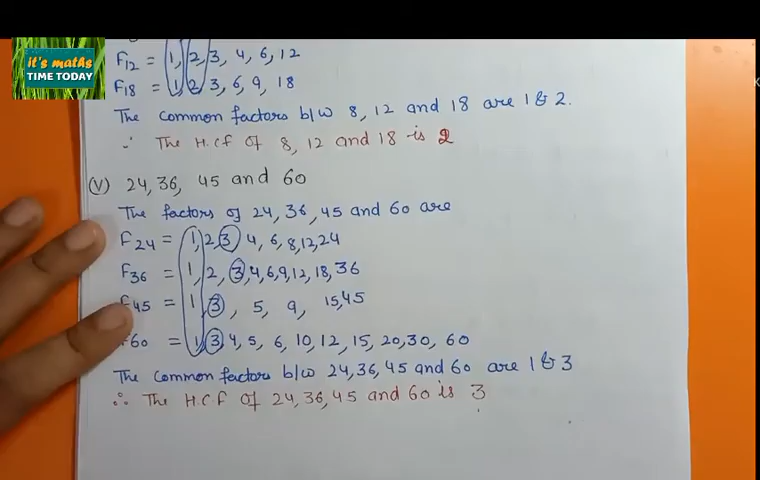 it's maths
TIME TODAY
F12 = 1, 2, 3, 4, 6, 12
F18 = 1, 2, 3, 6, 9, 18
The common factors b/w 8, 12 and 18 are 1 & 2.
∴ The H.C.F of 8, 12 and 18 is 2
(V) 24, 36, 45 and 60
The factors of 24, 36, 45 and 60 are
F24 = 1, 2, 3, 4, 6, 8, 12, 24
F36 = 1, 2, 3, 4, 6, 9, 12, 18, 36
F45 = 1, 3, 5, 9, 15, 45
F60 = 1, 3, 4, 5, 6, 10, 12, 15, 20, 30, 60
The common factors b/w 24, 36, 45 and 60 are 1 & 3
∴ The H.C.F of 24, 36, 45 and 60 is 3